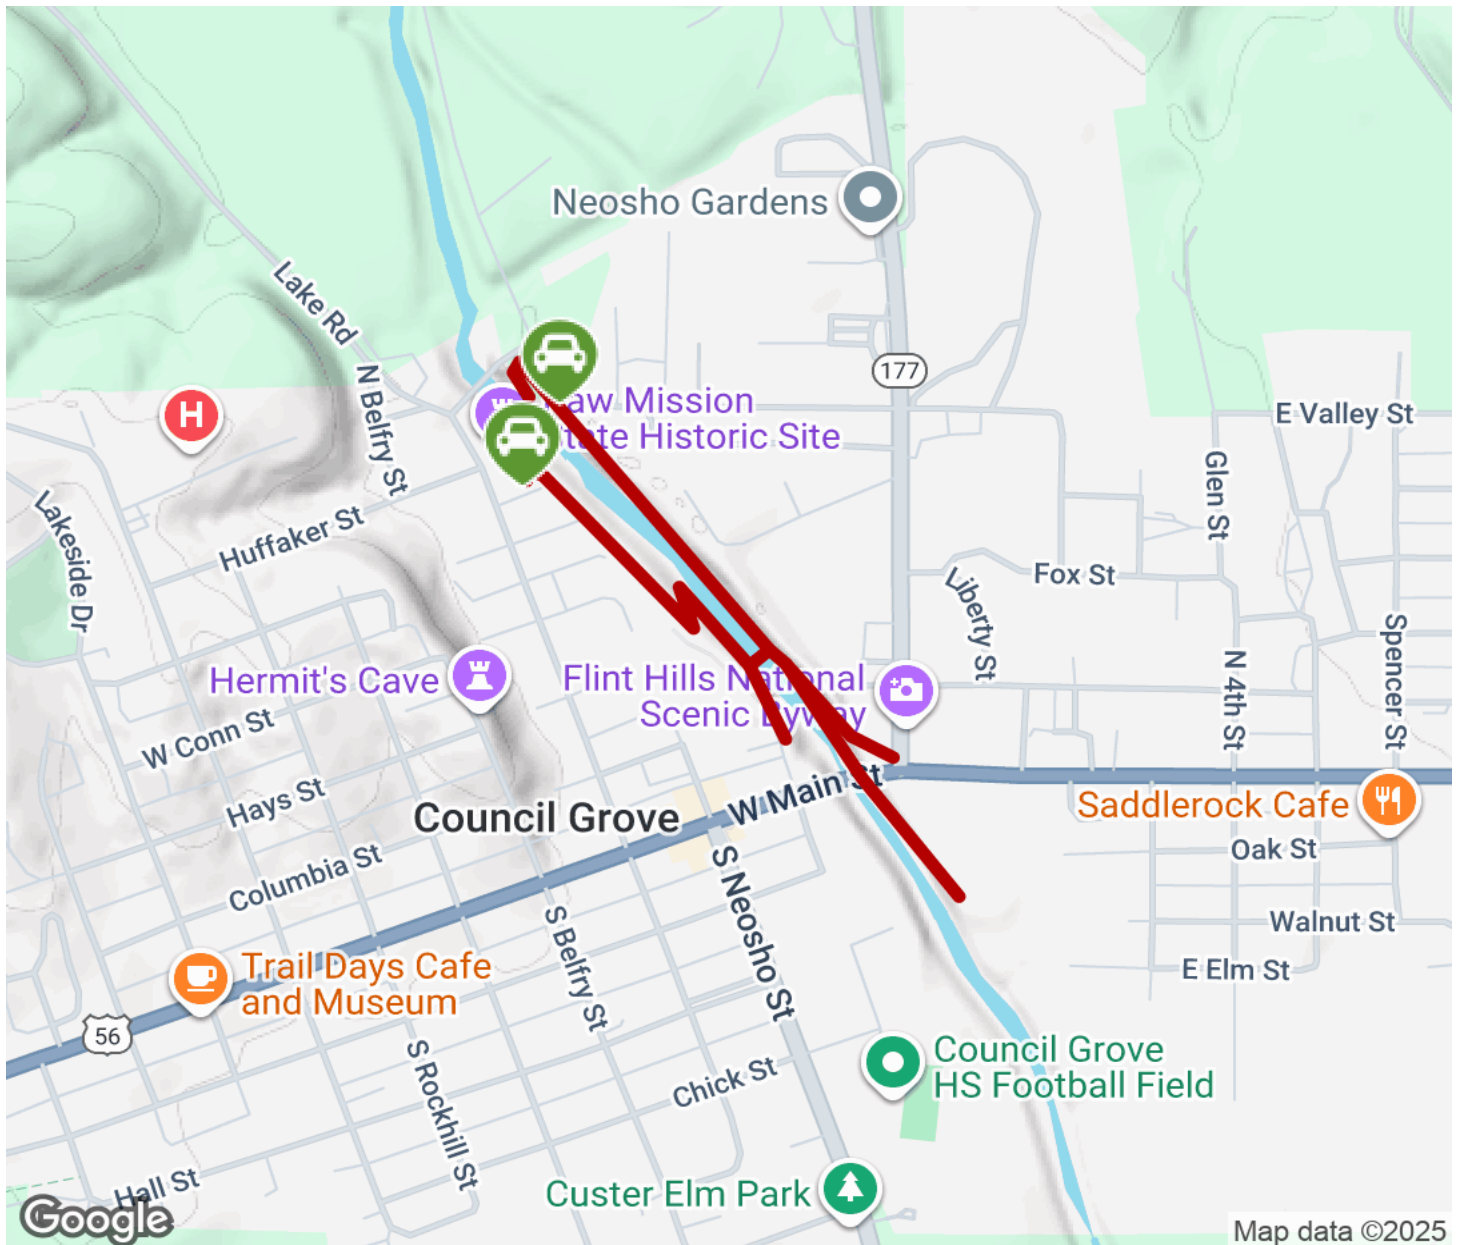 Neosho Gardens
Lake Rd
N Belfry St
177
H
aw Mission
tate Historic Site
E Valley St
Glen St
Lakeside Dr
Huffaker St
Fox St
Liberty St
Spencer St
Hermit's Cave
Flint Hills National
Scenic Byway
N 4th St
W Conn St
Hays St
W Main St
Council Grove
Saddlerock Cafe
Columbia St
Oak St
S Neosho St
Walnut St
S Belfry St
E Elm St
Trail Days Cafe
and Museum
56
S Rockhill St
Chick St
Council Grove
HS Football Field
Hall St
Custer Elm Park
Google
Map data ©2025